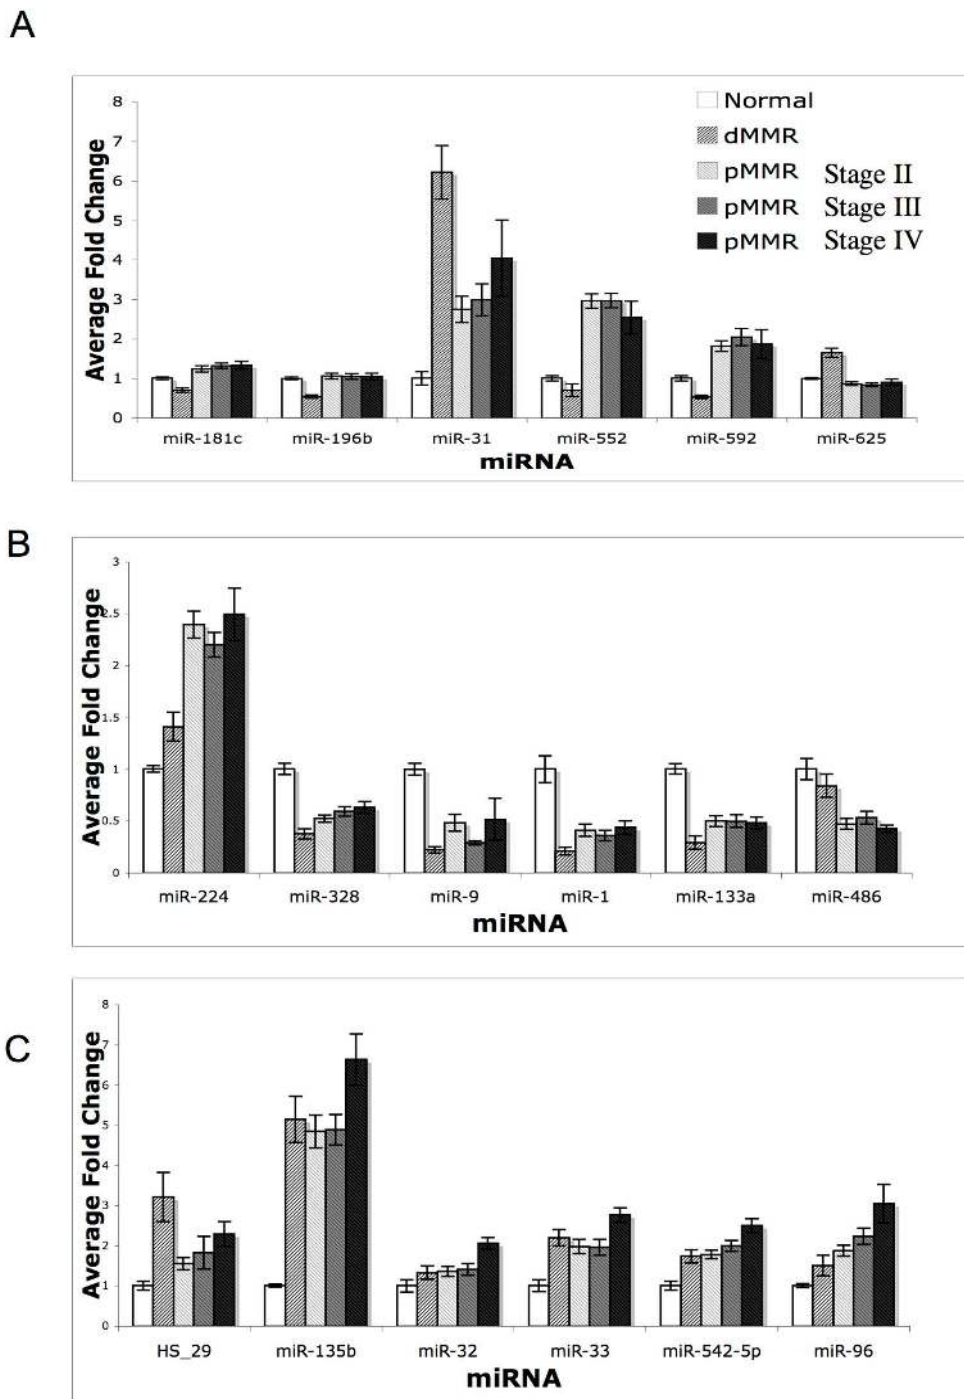 A
8
7
6
5
4
3
2
1
0
Average Fold Change
Normal
dMMR
pMMR Stage II
pMMR Stage III
pMMR Stage IV
miR-181c miR-196b miR-31 miR-552 miR-592 miR-625
miRNA
B
3
2.5
2
1.5
1
0.5
0
Average Fold Change
miR-224 miR-328 miR-9 miR-1 miR-133a miR-486
miRNA
C
8
7
6
5
4
3
2
1
0
Average Fold Change
HS_29 miR-135b miR-32 miR-33 miR-542-5p miR-96
miRNA